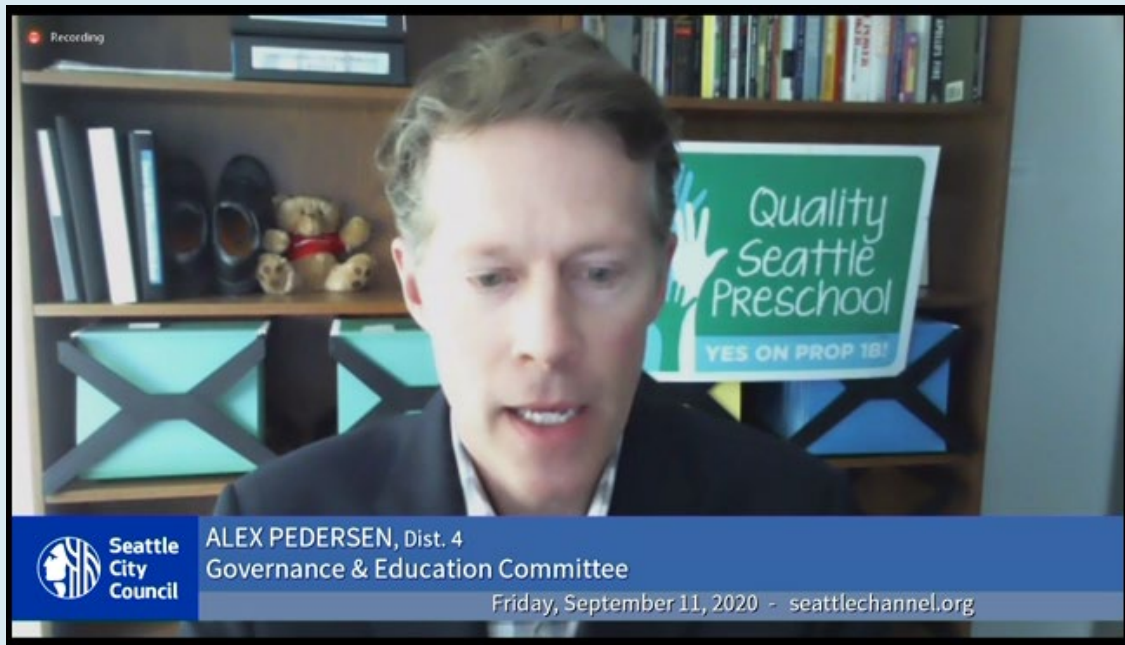 Recording
Quality
Seattle
Preschool
YES ON PROP 1B!
Seattle
City
Council
ALEX PEDERSEN, Dist. 4
Governance & Education Committee
Friday, September 11, 2020 - seattlechannel.org